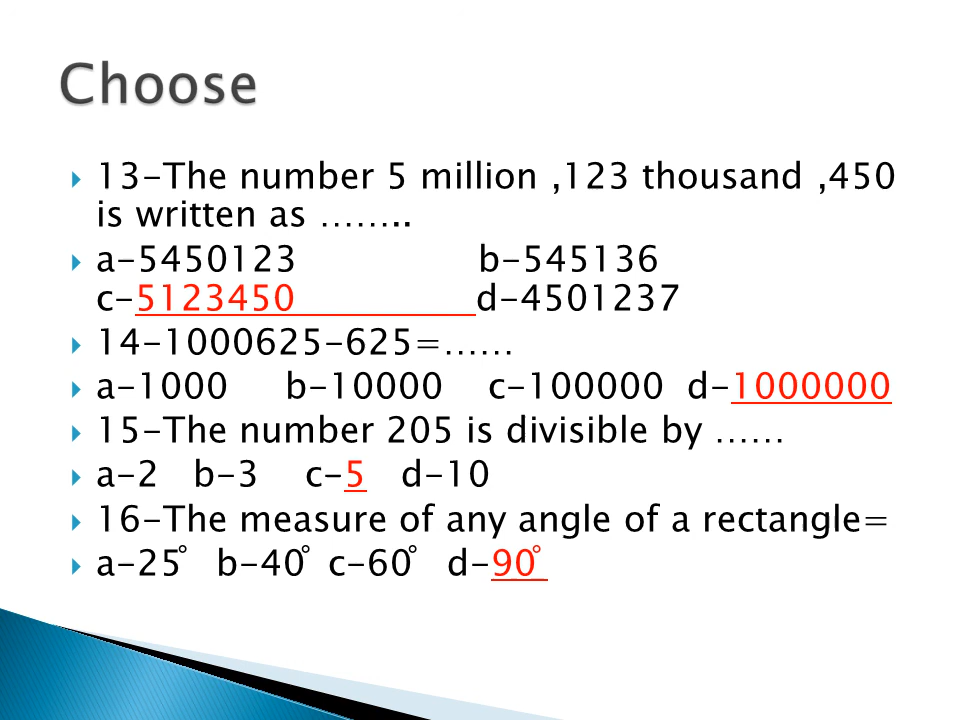 Choose
13-The number 5 million ,123 thousand ,450
is written as ……..
a-5450123 b-545136
c-5123450 d-4501237
14-1000625-625=……
a-1000 b-10000 c-100000 d-1000000
15-The number 205 is divisible by ……
a-2 b-3 c-5 d-10
16-The measure of any angle of a rectangle=
a-25° b-40° c-60° d-90°